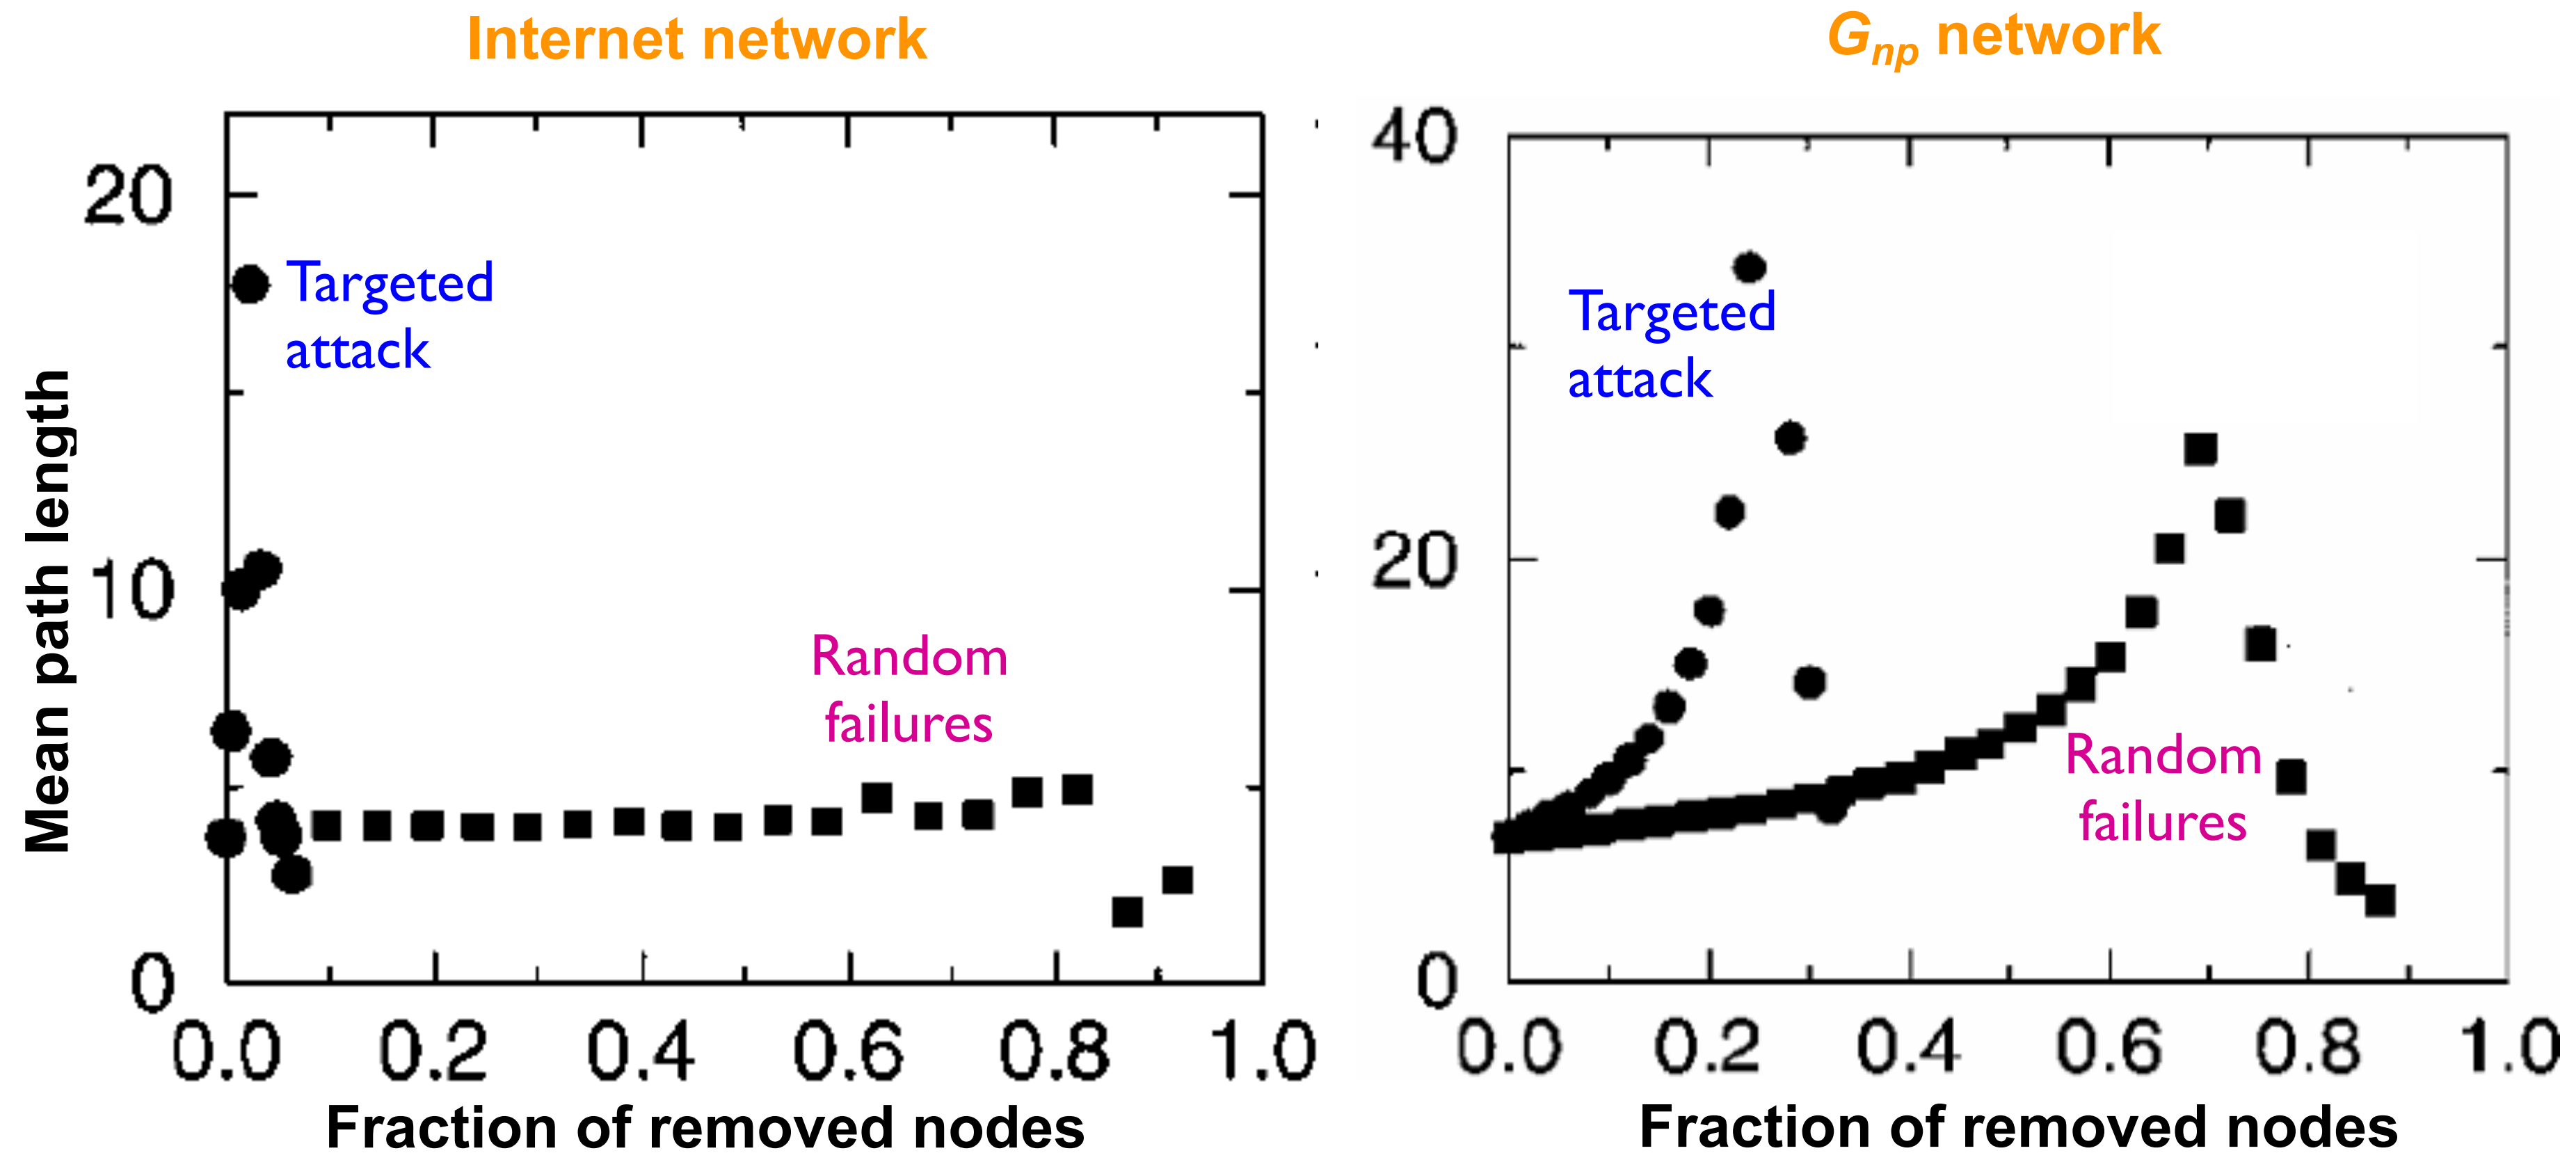 Internet network
Gnp network
20
10
0
Mean path length
Targeted
attack
Random
failures
0.0 0.2 0.4 0.6 0.8 1.0
Fraction of removed nodes
40
20
0
Targeted
attack
Random
failures
0.0 0.2 0.4 0.6 0.8 1.0
Fraction of removed nodes